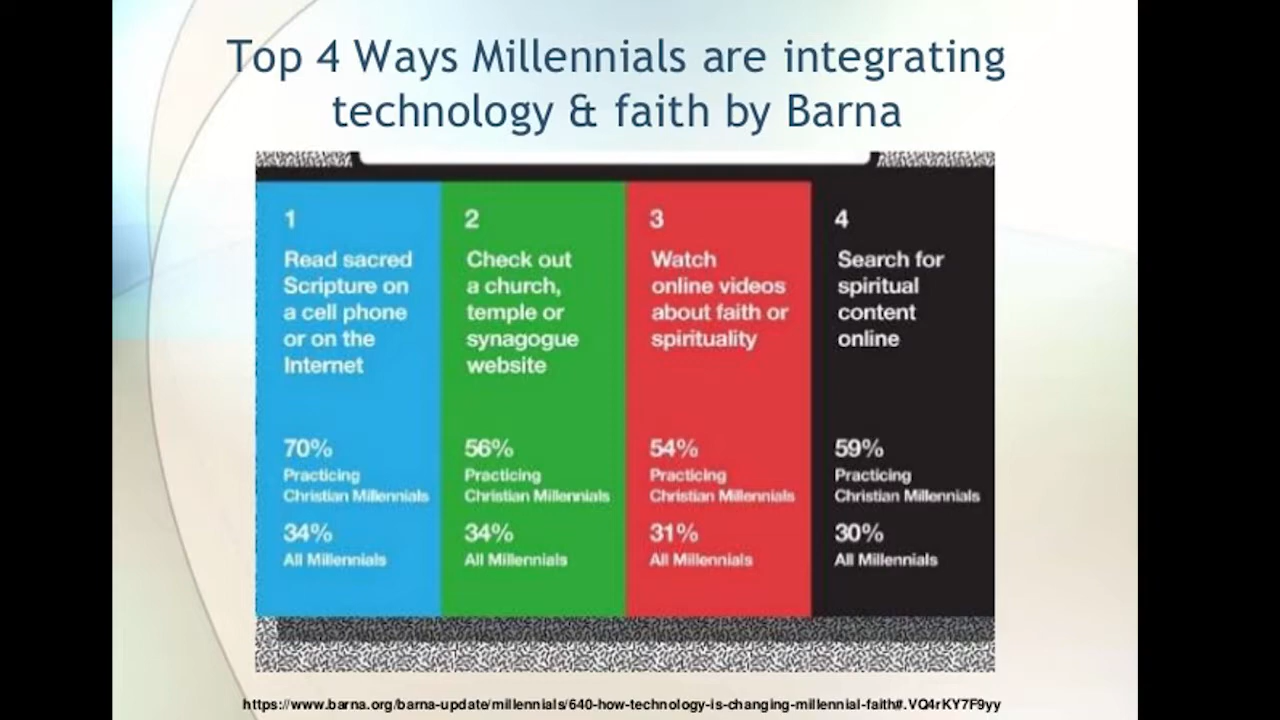 Top 4 Ways Millennials are integrating
technology & faith by Barna
1
Read sacred
Scripture on
a cell phone
or on the
Internet
70%
Practicing
Christian Millennials
34%
All Millennials
2
Check out
a church,
temple or
synagogue
website
56%
Practicing
Christian Millennials
34%
All Millennials
3
Watch
online videos
about faith or
spirituality
54%
Practicing
Christian Millennials
31%
All Millennials
4
Search for
spiritual
content
online
59%
Practicing
Christian Millennials
30%
All Millennials
https://www.barna.org/barna-update/millennials/640-how-technology-is-changing-millennial-faith#.VQ4rKY7F9yy